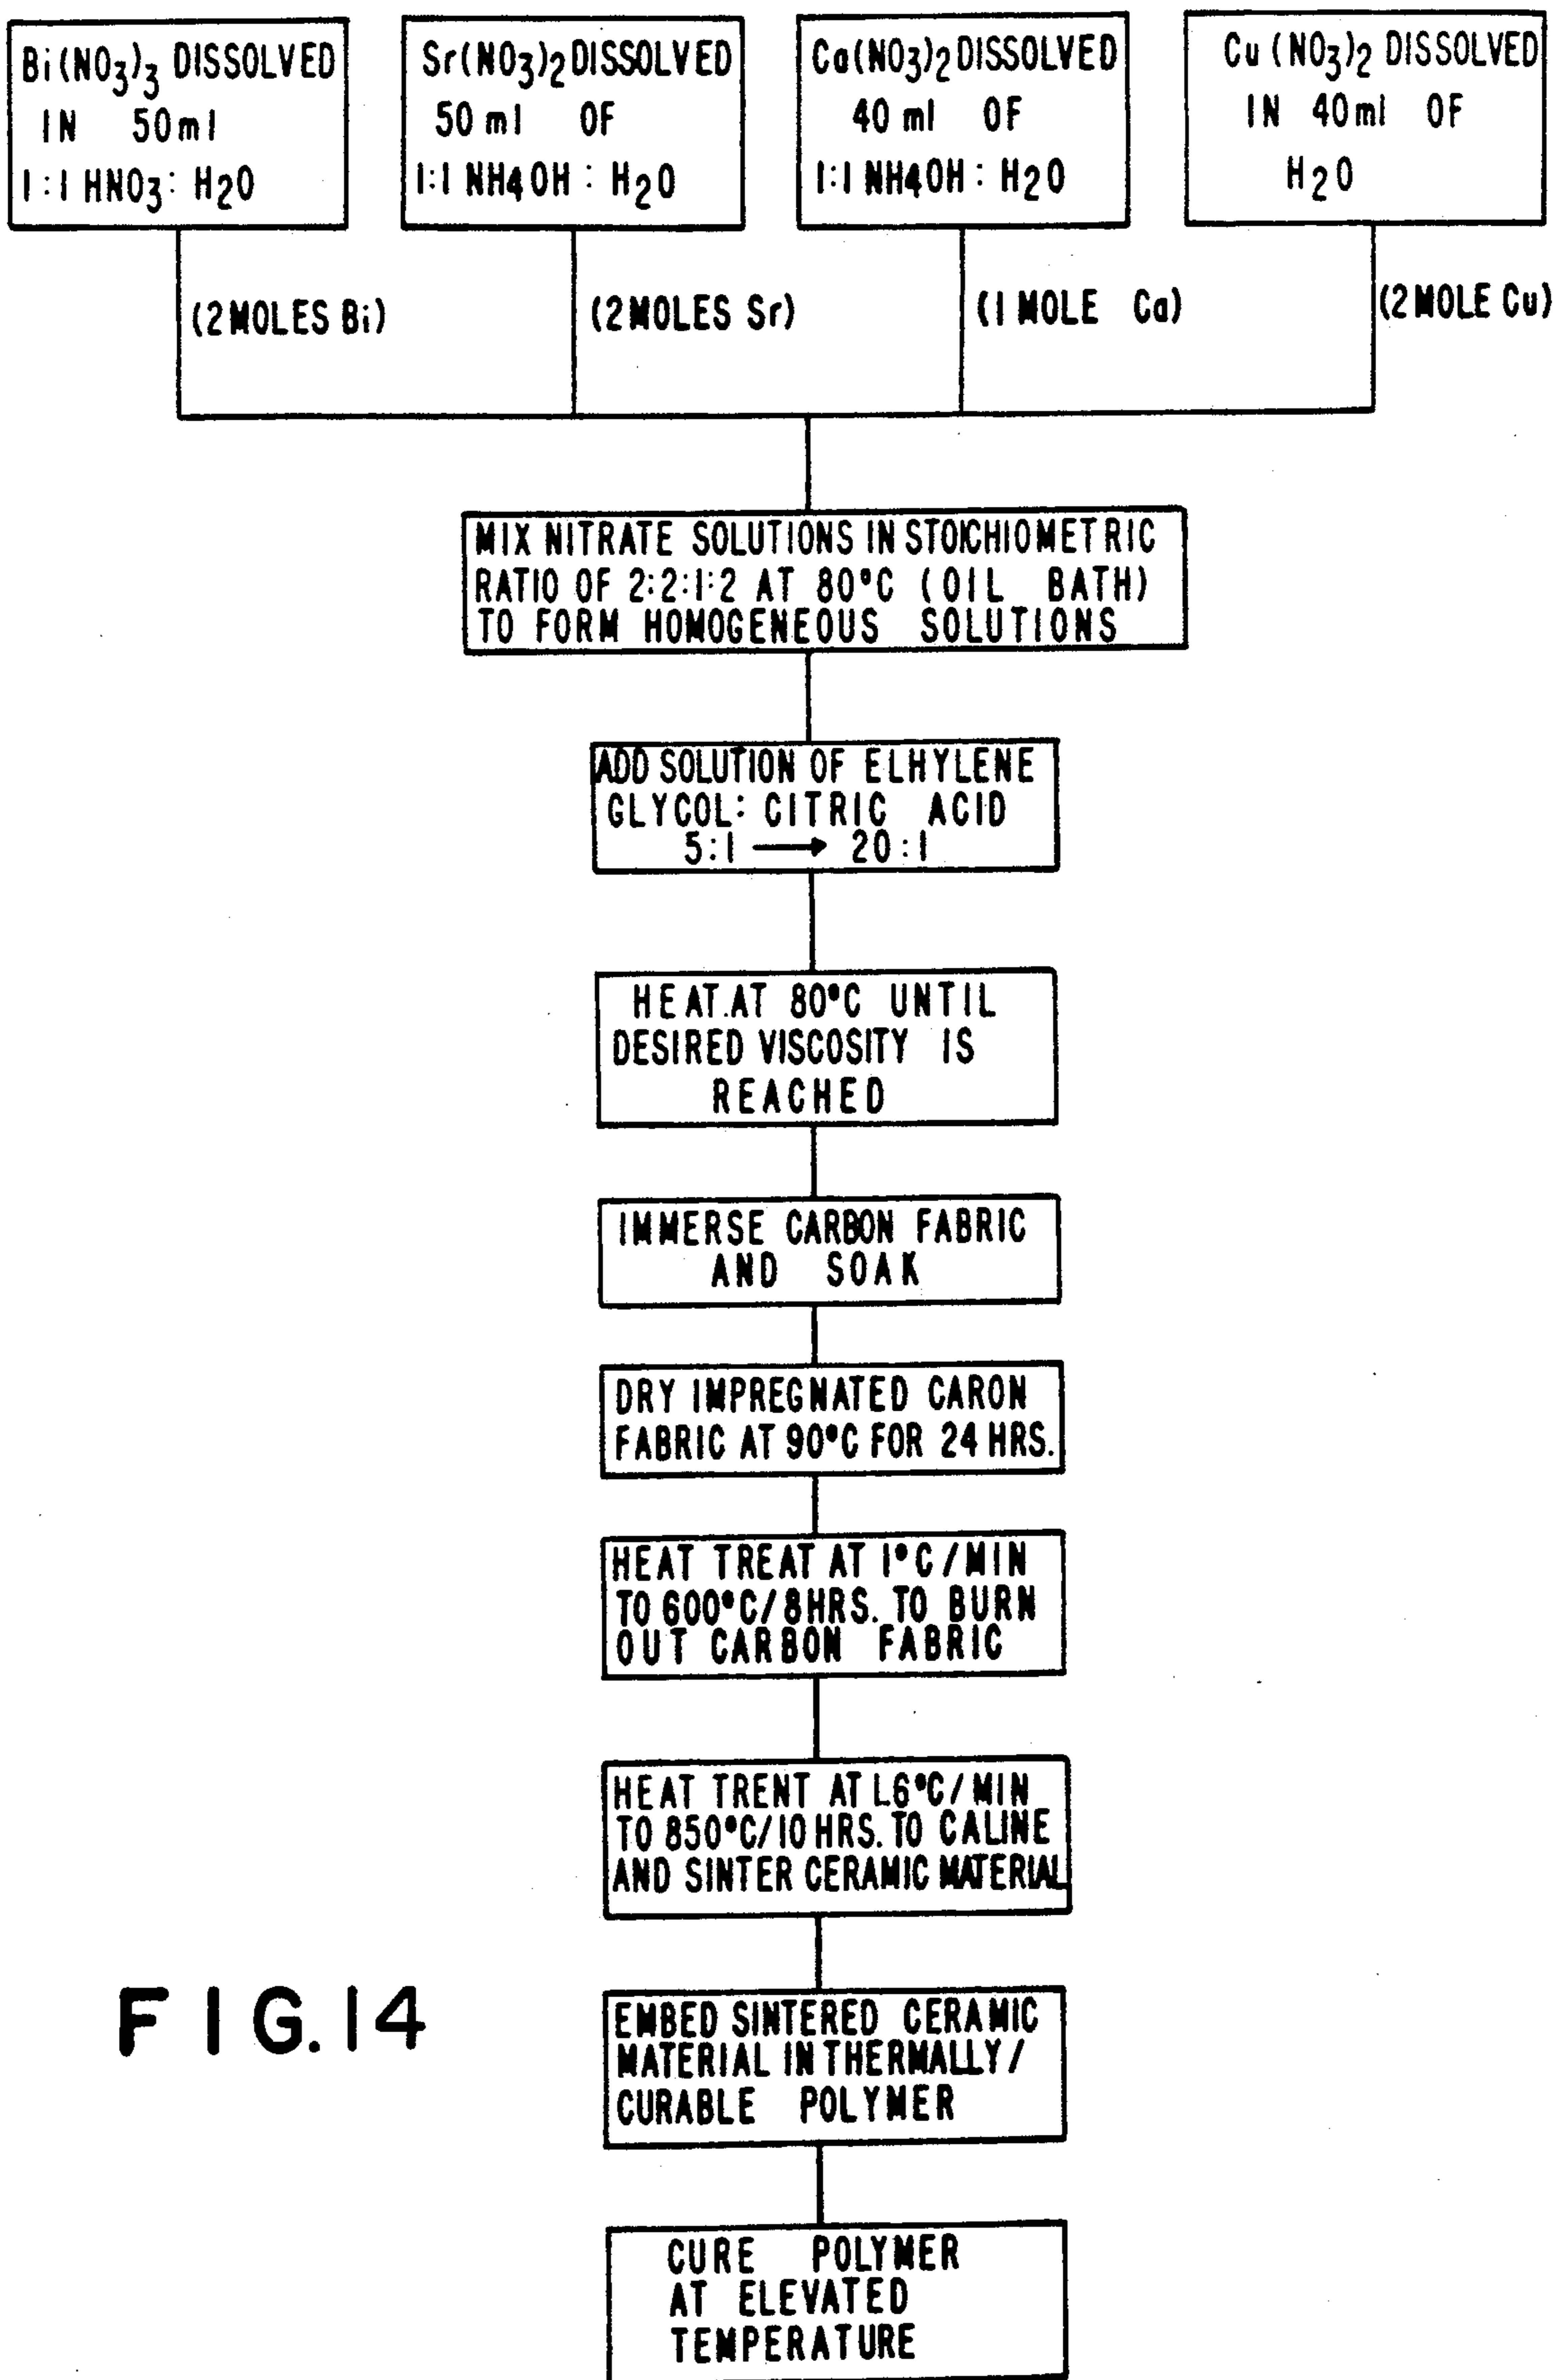 Bi(NO3)3 DISSOLVED
IN 50ml
1:1 HNO3: H2O
Sr(NO3)2 DISSOLVED
50 ml OF
1:1 NH4OH : H2O
Ca(NO3)2 DISSOLVED
40 ml OF
1:1 NH4OH : H2O
Cu (NO3)2 DISSOLVED
IN 40ml OF
H2O
(2 MOLES Bi)
(2 MOLES Sr)
(1 MOLE Ca)
(2 MOLE Cu)
MIX NITRATE SOLUTIONS IN STOICHIOMETRIC
RATIO OF 2:2:1:2 AT 80°C (OIL BATH)
TO FORM HOMOGENEOUS SOLUTIONS
ADD SOLUTION OF ELHYLENE
GLYCOL: CITRIC ACID
5:1 → 20:1
HEAT.AT 80°C UNTIL
DESIRED VISCOSITY IS
REACHED
IMMERSE CARBON FABRIC
AND SOAK
DRY IMPREGNATED CARON
FABRIC AT 90°C FOR 24 HRS.
HEAT TREAT AT 1°C/MIN
TO 600°C/8HRS. TO BURN
OUT CARBON FABRIC
HEAT TRENT AT 1.6°C/MIN
TO 850°C/10 HRS. TO CALINE
AND SINTER CERAMIC MATERIAL
EMBED SINTERED CERAMIC
MATERIAL IN THERMALLY/
CURABLE POLYMER
CURE POLYMER
AT ELEVATED
TEMPERATURE
FIG.14